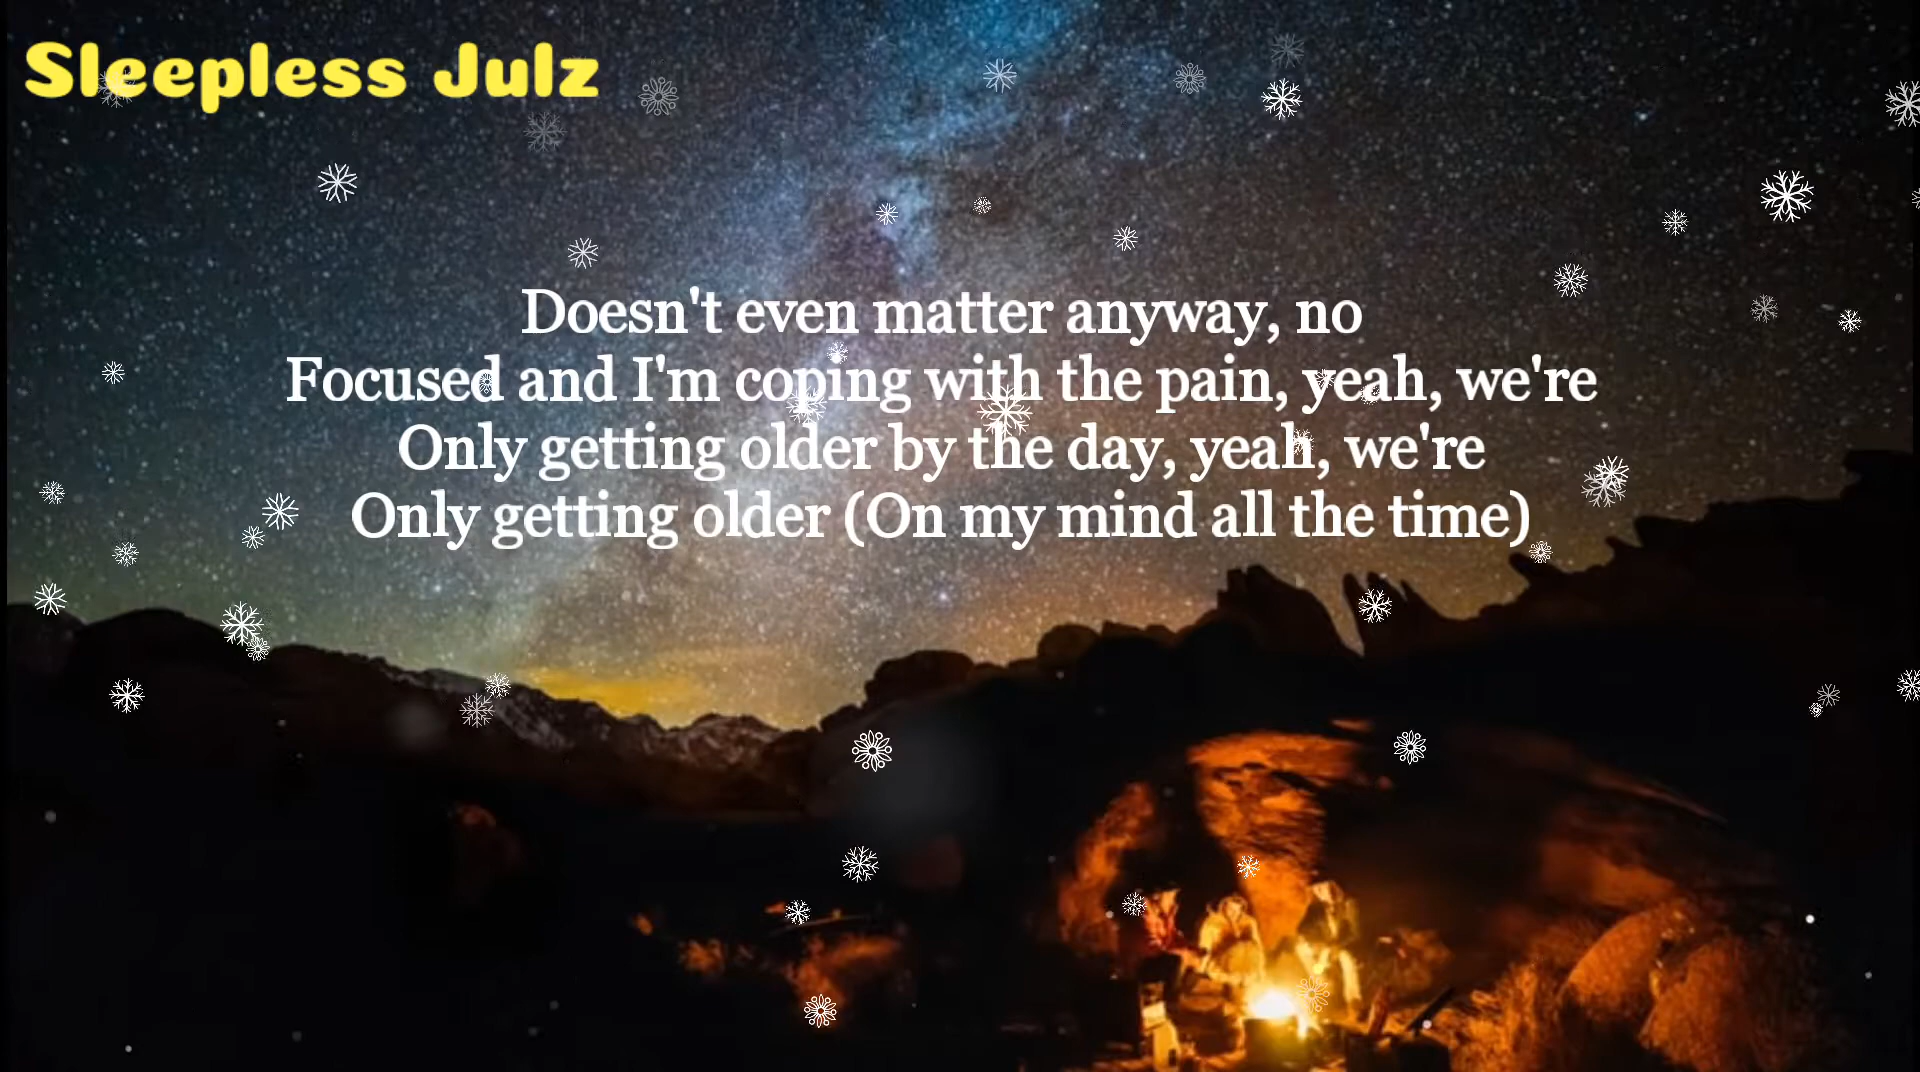 Sleepless Julz
Doesn't even matter anyway, no
Focused and I'm coping with the pain, yeah, we're
Only getting older by the day, yeah, we're
Only getting older (On my mind all the time)